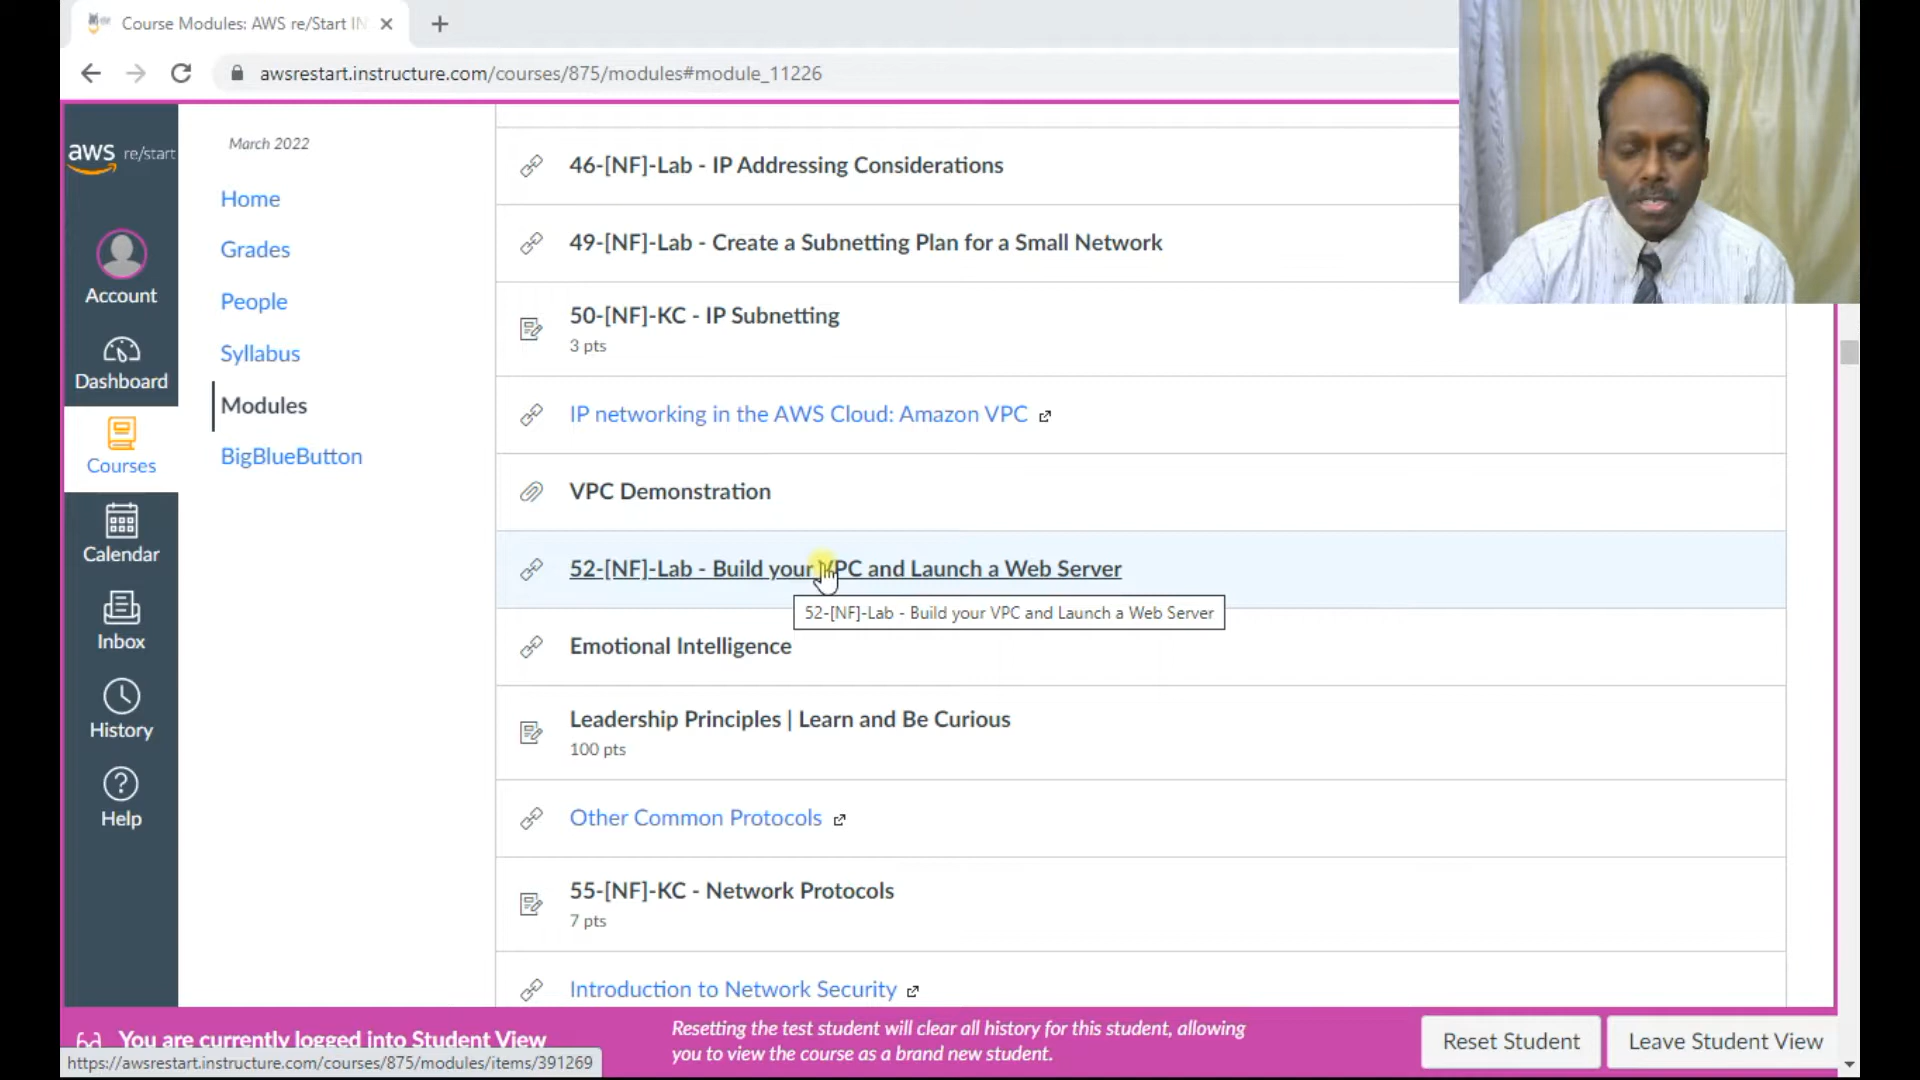 Course Modules: AWS re/Start IN
awsrestart.instructure.com/courses/875/modules#module_11226
aws re/start
Account
Dashboard
Courses
Calendar
Inbox
History
Help
March 2022
Home
Grades
People
Syllabus
Modules
BigBlueButton
46-[NF]-Lab - IP Addressing Considerations
49-[NF]-Lab - Create a Subnetting Plan for a Small Network
50-[NF]-KC - IP Subnetting
3 pts
IP networking in the AWS Cloud: Amazon VPC
VPC Demonstration
52-[NF]-Lab - Build your VPC and Launch a Web Server
52-[NF]-Lab - Build your VPC and Launch a Web Server
Emotional Intelligence
Leadership Principles | Learn and Be Curious
100 pts
Other Common Protocols
55-[NF]-KC - Network Protocols
7 pts
Introduction to Network Security
You are currently logged into Student View
Resetting the test student will clear all history for this student, allowing
you to view the course as a brand new student.
Reset Student
Leave Student View
https://awsrestart.instructure.com/courses/875/modules/items/391269